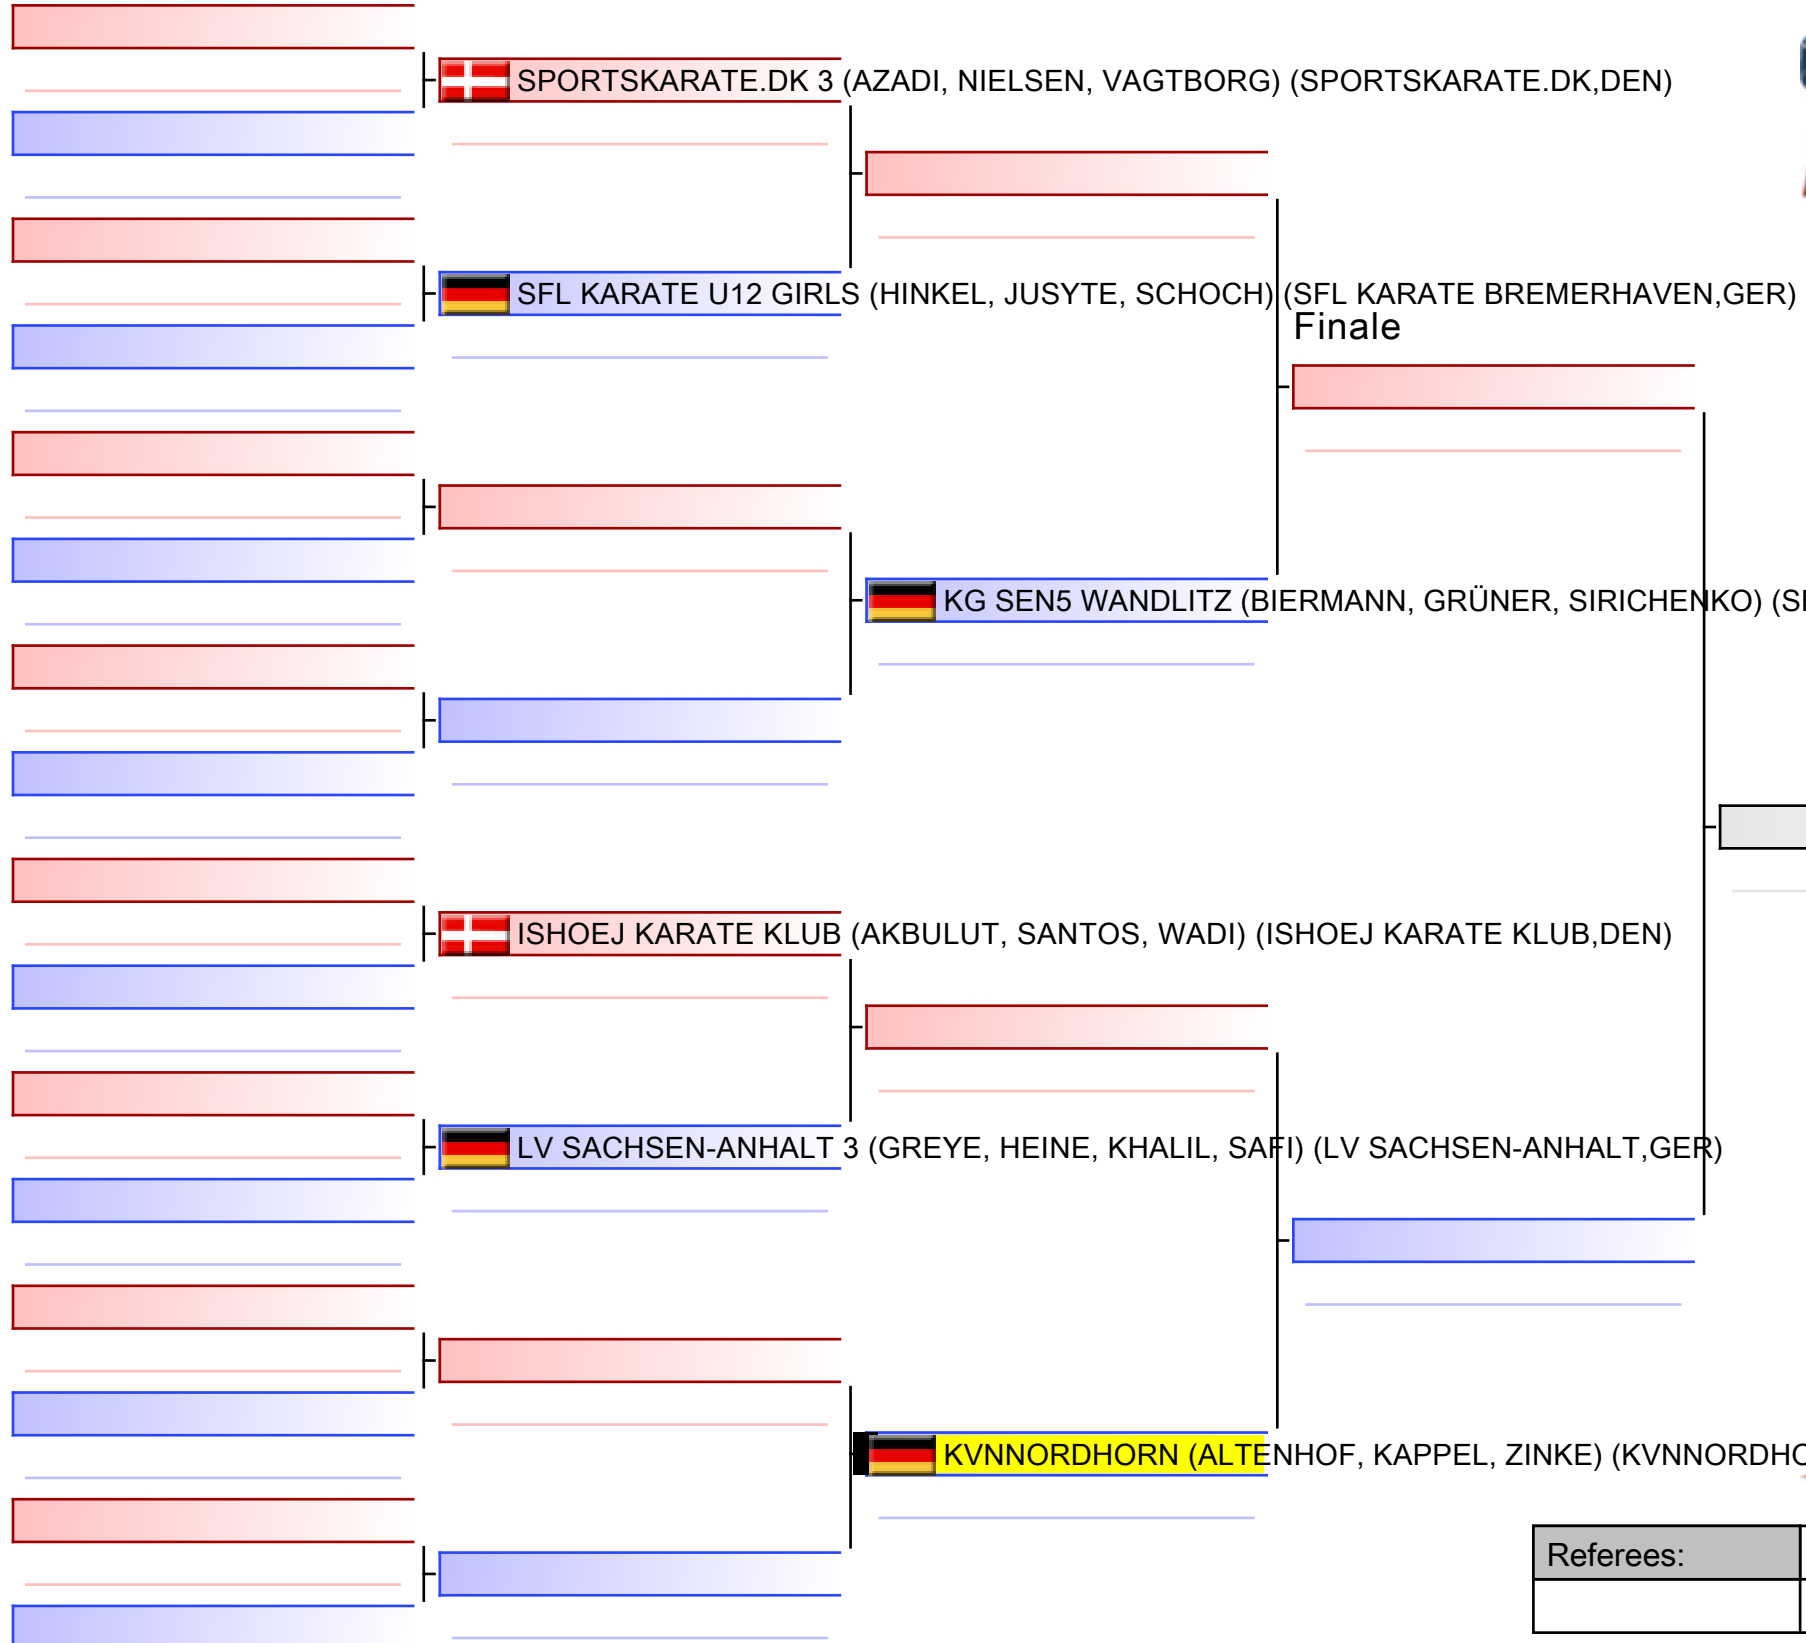 SPORTSKARATE.DK 3 (AZADI, NIELSEN, VAGTBORG) (SPORTSKARATE.DK,DEN)
SFL KARATE U12 GIRLS (HINKEL, JUSYTE, SCHOCH) (SFL KARATE BREMERHAVEN,GER)
Finale
KG SEN5 WANDLITZ (BIERMANN, GRÜNER, SIRICHENKO)
ISHOEJ KARATE KLUB (AKBULUT, SANTOS, WADI) (ISHOEJ KARATE KLUB,DEN)
LV SACHSEN-ANHALT 3 (GREYE, HEINE, KHALIL, SAFI) (LV SACHSEN-ANHALT,GER)
KVNNORDHORN (ALTENHOF, KAPPEL, ZINKE)
Referees: